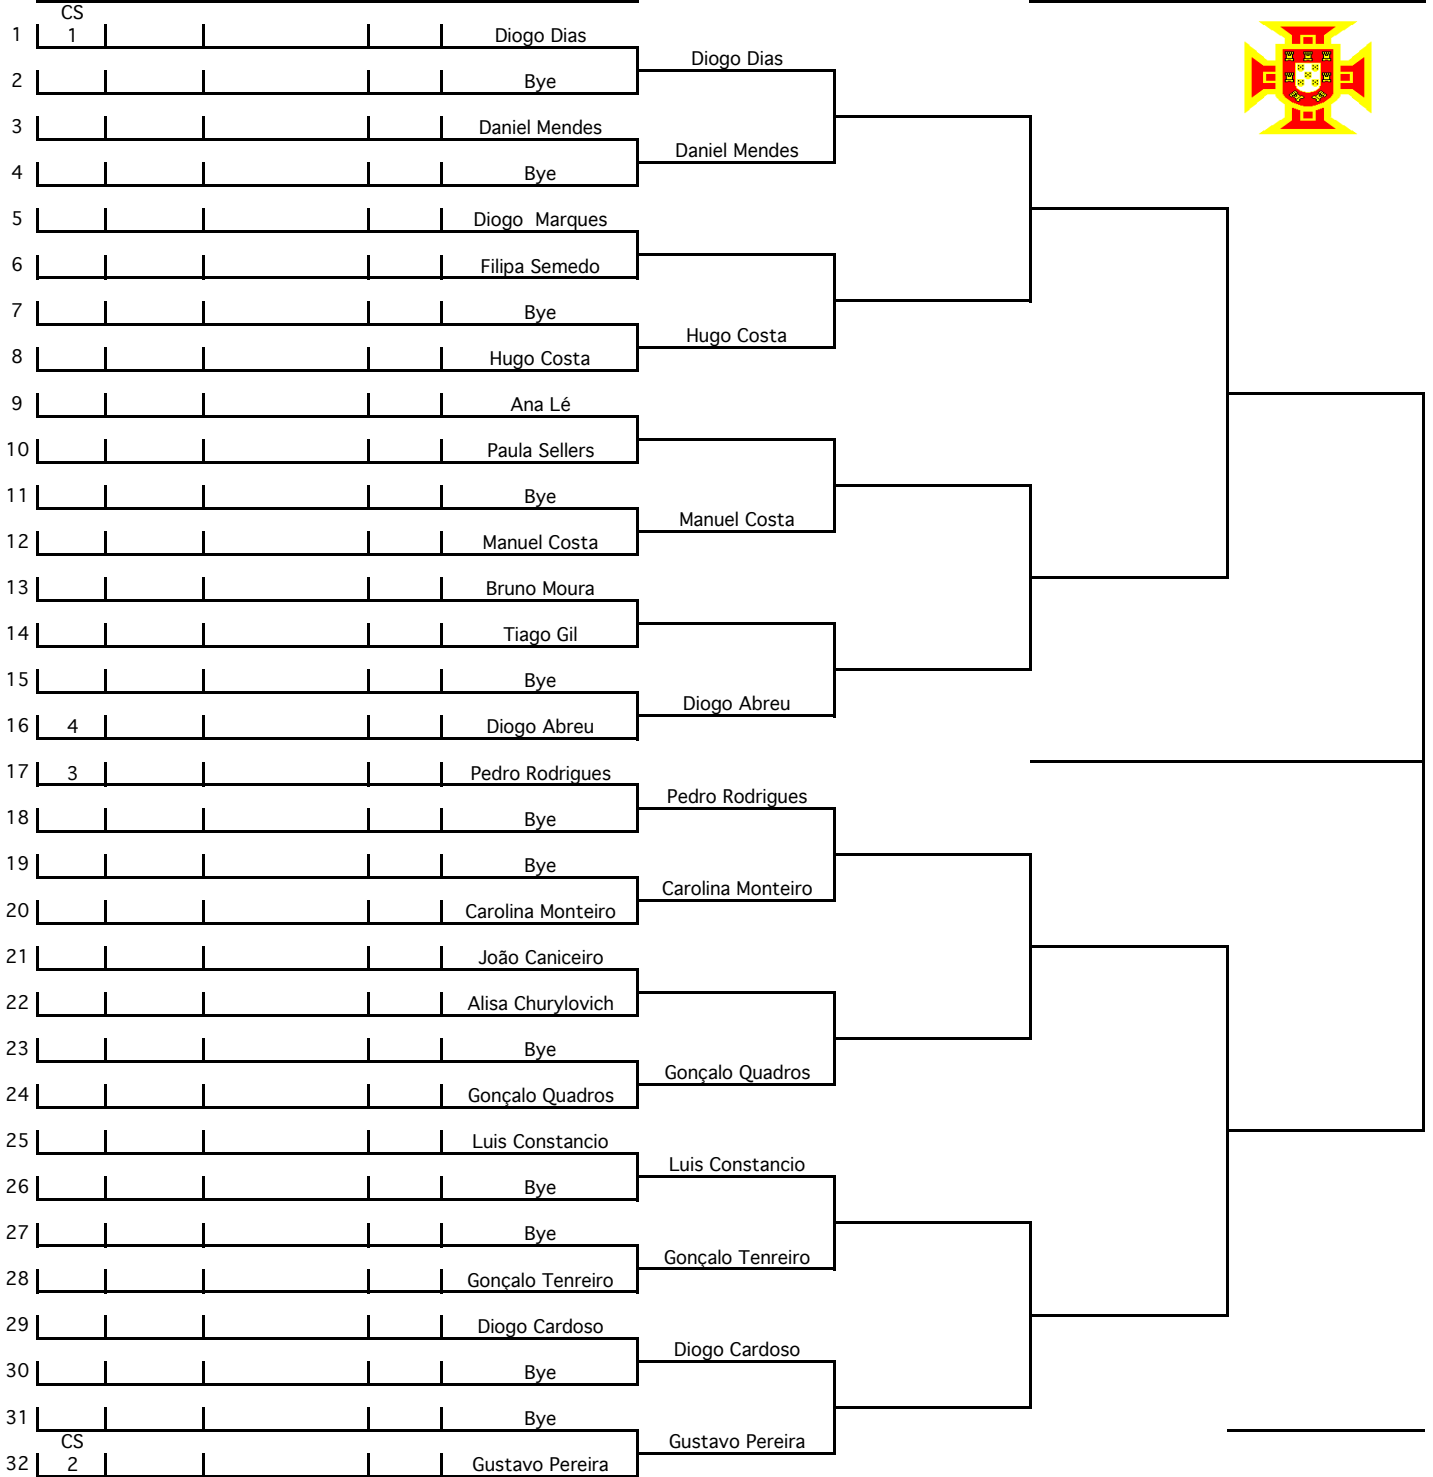 CS
1 1 Diogo Dias
Diogo Dias
2 Bye
3 Daniel Mendes
Daniel Mendes
4 Bye
5 Diogo  Marques
6 Filipa Semedo
7 Bye
Hugo Costa
8 Hugo Costa
9 Ana Lé
10 Paula Sellers
11 Bye
Manuel Costa
12 Manuel Costa
13 Bruno Moura
14 Tiago Gil
15 Bye
Diogo Abreu
16 4 Diogo Abreu
17 3 Pedro Rodrigues
Pedro Rodrigues
18 Bye
19 Bye
Carolina Monteiro
20 Carolina Monteiro
21 João Caniceiro
22 Alisa Churylovich
23 Bye
Gonçalo Quadros
24 Gonçalo Quadros
25 Luis Constancio
Luis Constancio
26 Bye
27 Bye
Gonçalo Tenreiro
28 Gonçalo Tenreiro
29 Diogo Cardoso
Diogo Cardoso
30 Bye
31 Bye
CS
Gustavo Pereira
32 2 Gustavo Pereira